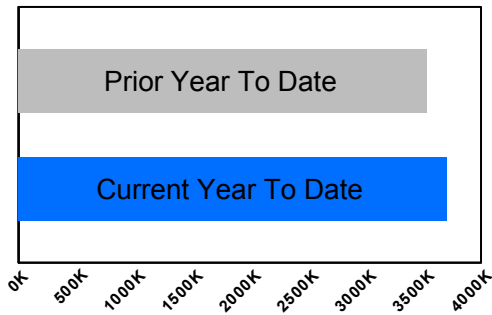 Prior Year To Date
Current Year To Date
0K 500K 1000K 1500K 2000K 2500K 3000K 3500K 4000K